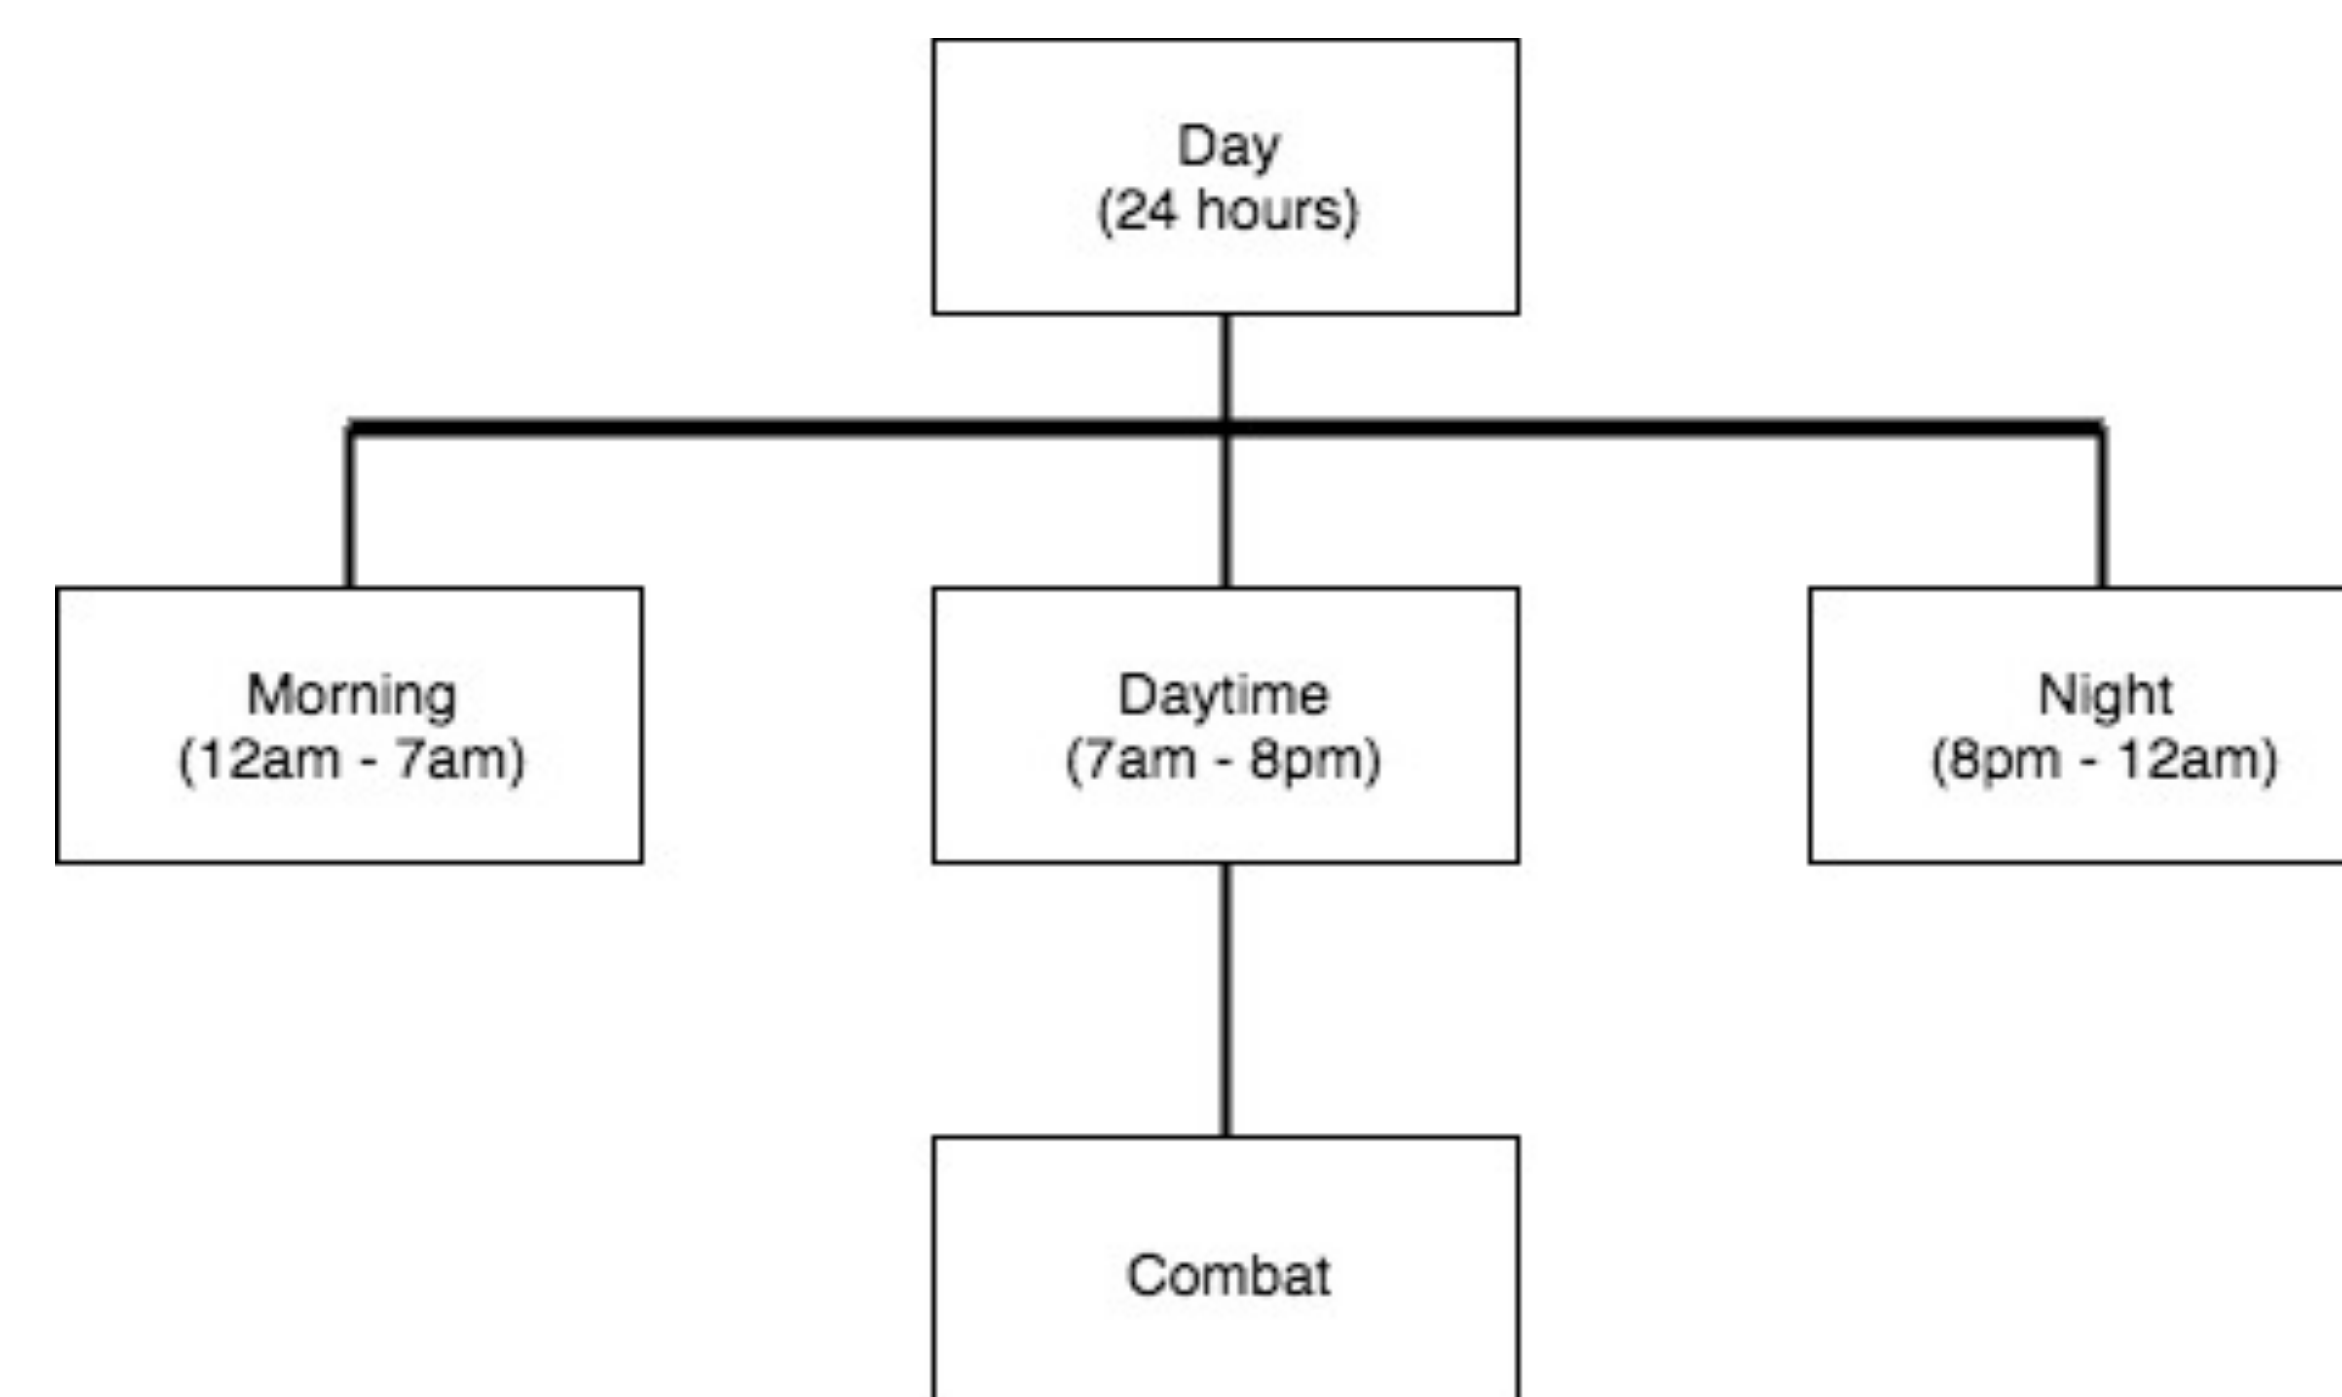 Day
(24 hours)
Morning
(12am - 7am)
Daytime
(7am - 8pm)
Night
(8pm - 12am)
Combat